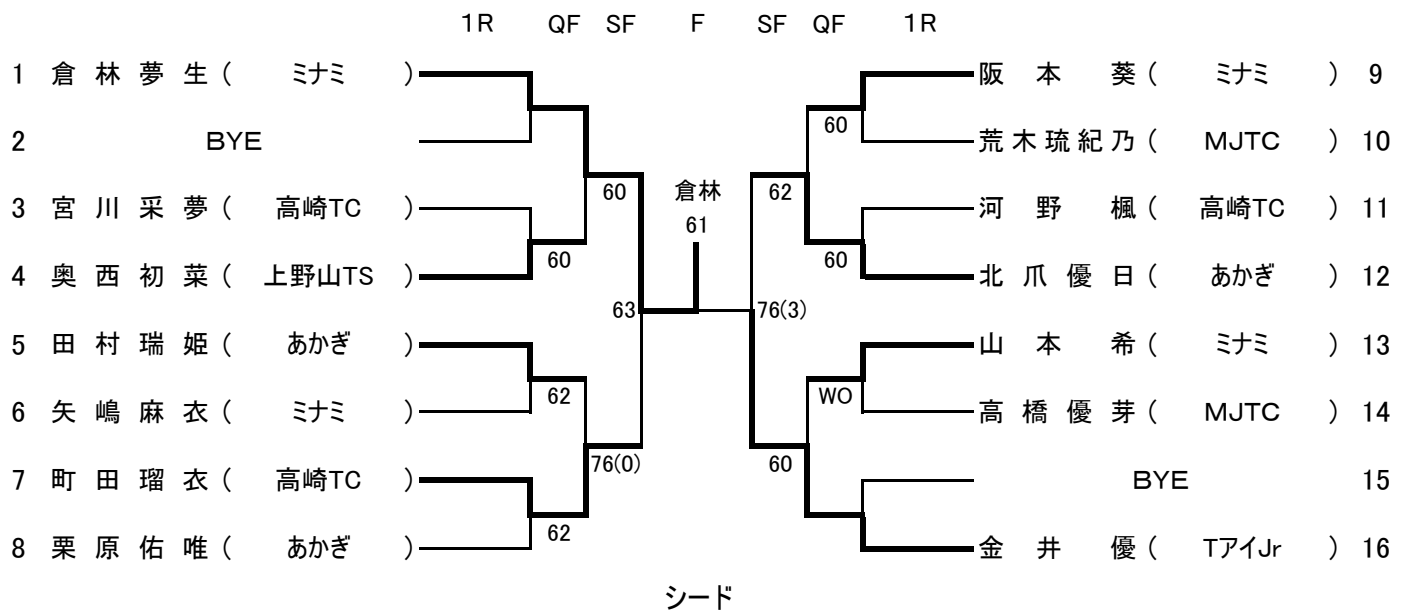 1R QF SF F SF QF 1R
1 倉林夢生( ミナミ ) 阪本葵( ミナミ ) 9
60
2 BYE 荒木琉紀乃( MJTC ) 10
60 倉林 62
3 宮川采夢( 高崎TC ) 河野楓( 高崎TC ) 11
61
60 60
4 奥西初菜( 上野山TS ) 北爪優日( あかぎ ) 12
63 76(3)
5 田村瑞姫( あかぎ ) 山本希( ミナミ ) 13
62 WO
6 矢嶋麻衣( ミナミ ) 高橋優芽( MJTC ) 14
76(0) 60
7 町田瑠衣( 高崎TC ) BYE 15
62
8 栗原佑唯( あかぎ ) 金井優( TアイJr ) 16
シード